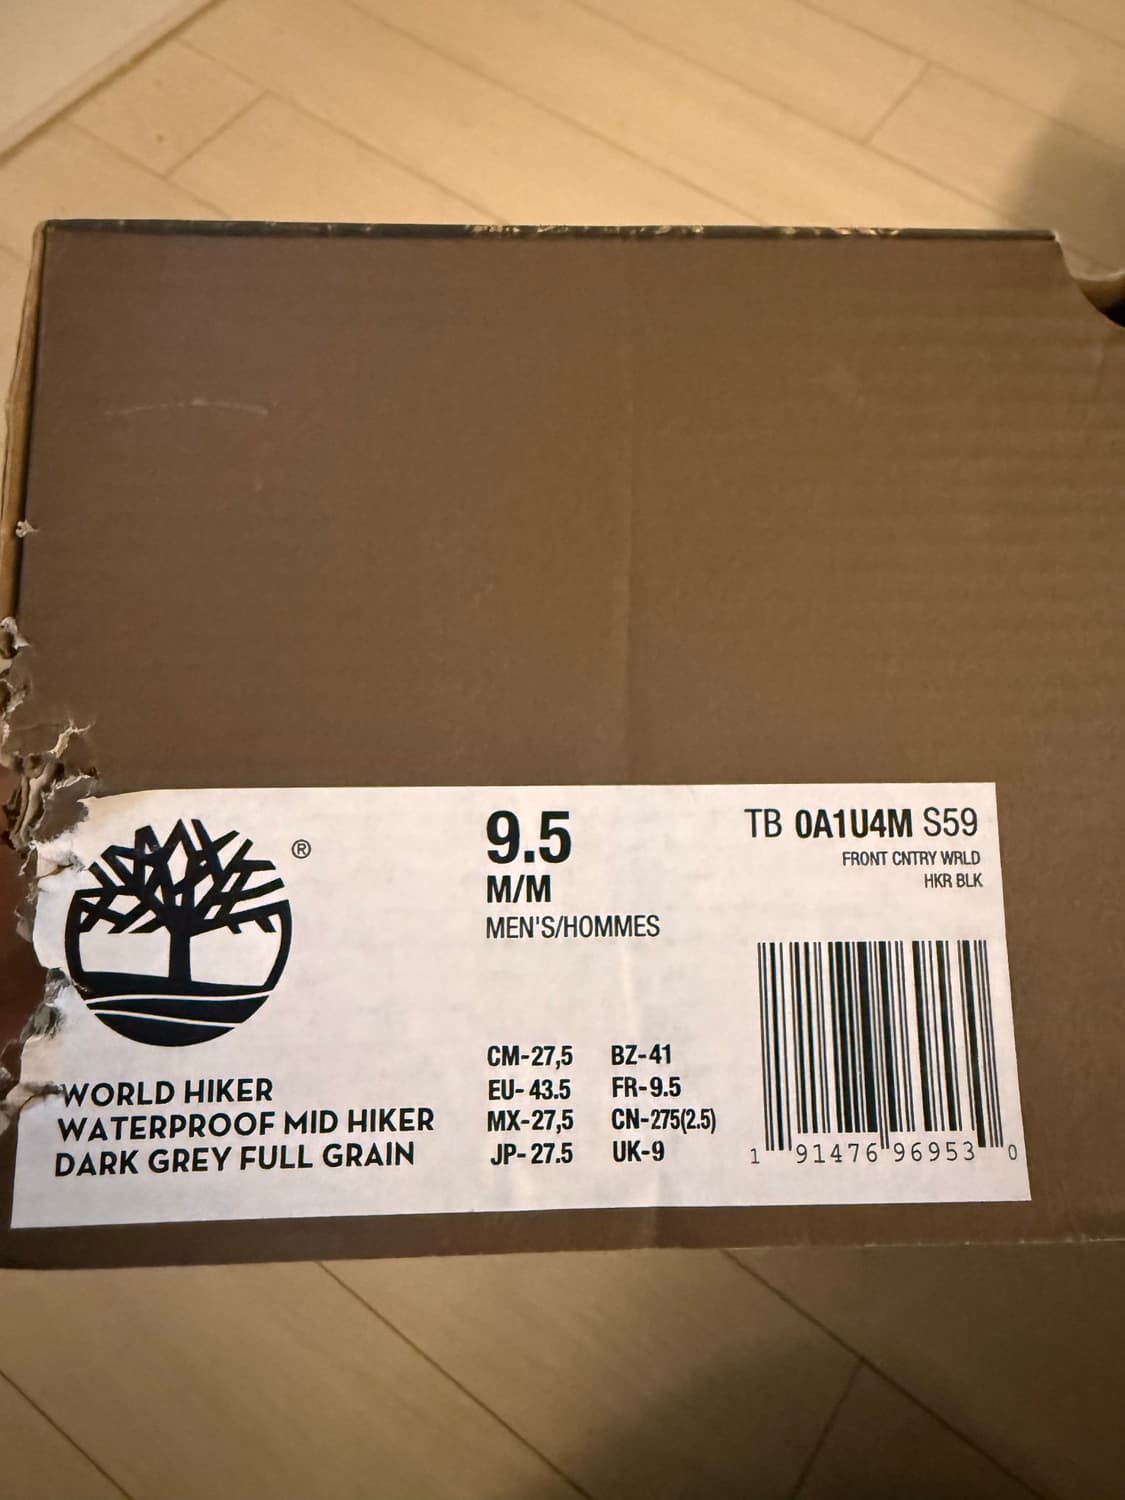 ®
9.5
M/M
MEN'S/HOMMES
TB 0A1U4M S59
FRONT CNTRY WRLD
HKR BLK
WORLD HIKER
WATERPROOF MID HIKER
DARK GREY FULL GRAIN
CM-27,5 BZ-41
EU- 43.5 FR-9.5
MX-27,5 CN-275(2.5)
JP- 27.5 UK-9
1 91476 96953 0